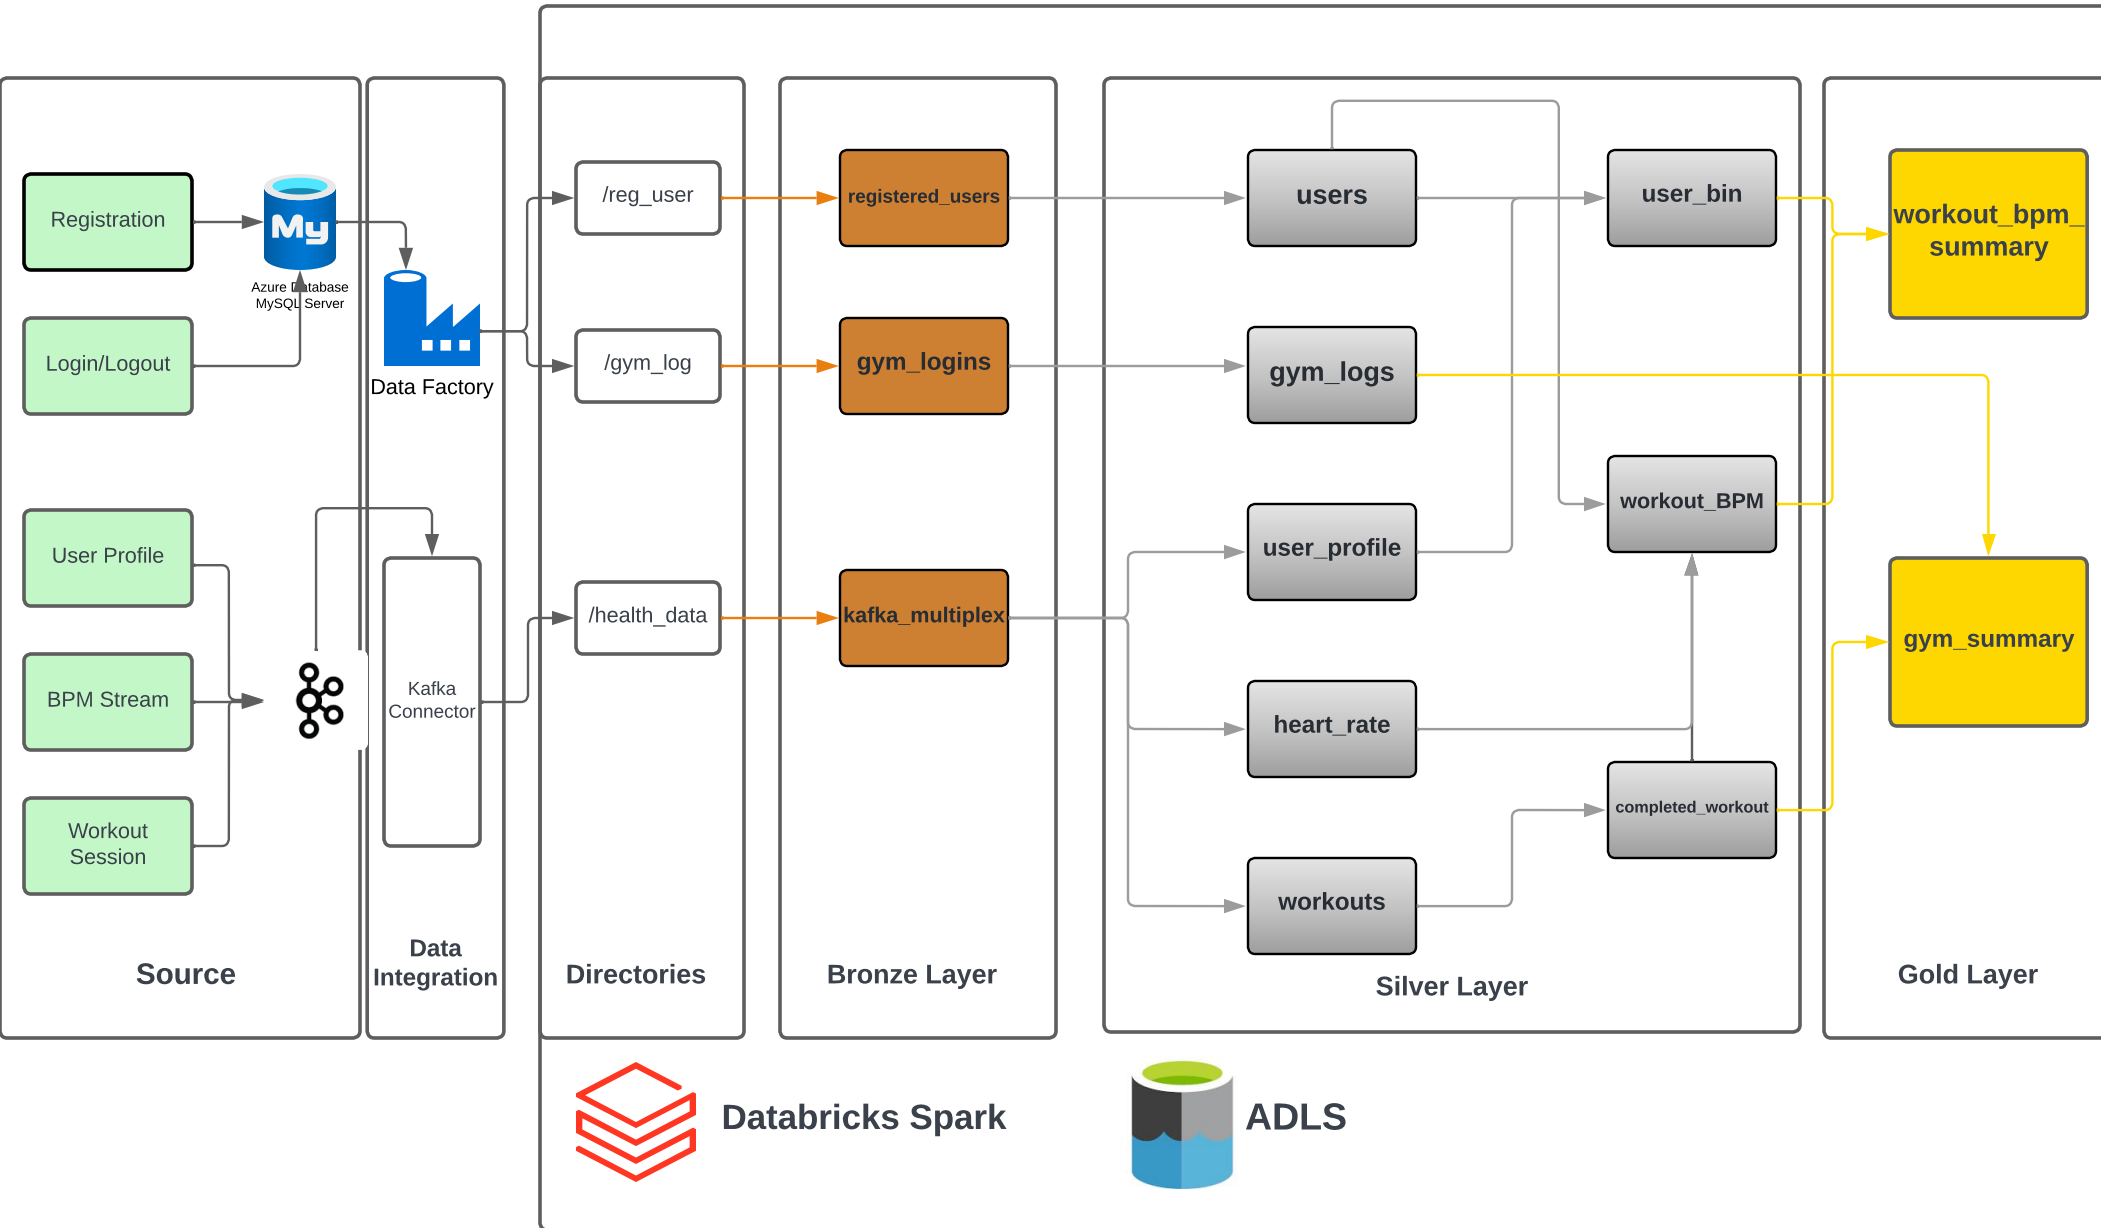 Registration
My
Azure Database
MySQL Server
Login/Logout
User Profile
BPM Stream
Workout
Session
Source
Data Factory
Kafka
Connector
Data
Integration
/reg_user
/gym_log
/health_data
Directories
registered_users
gym_logins
kafka_multiplex
Bronze Layer
users
gym_logs
user_profile
heart_rate
workouts
user_bin
workout_BPM
completed_workout
Silver Layer
workout_bpm_
summary
gym_summary
Gold Layer
Databricks Spark
ADLS